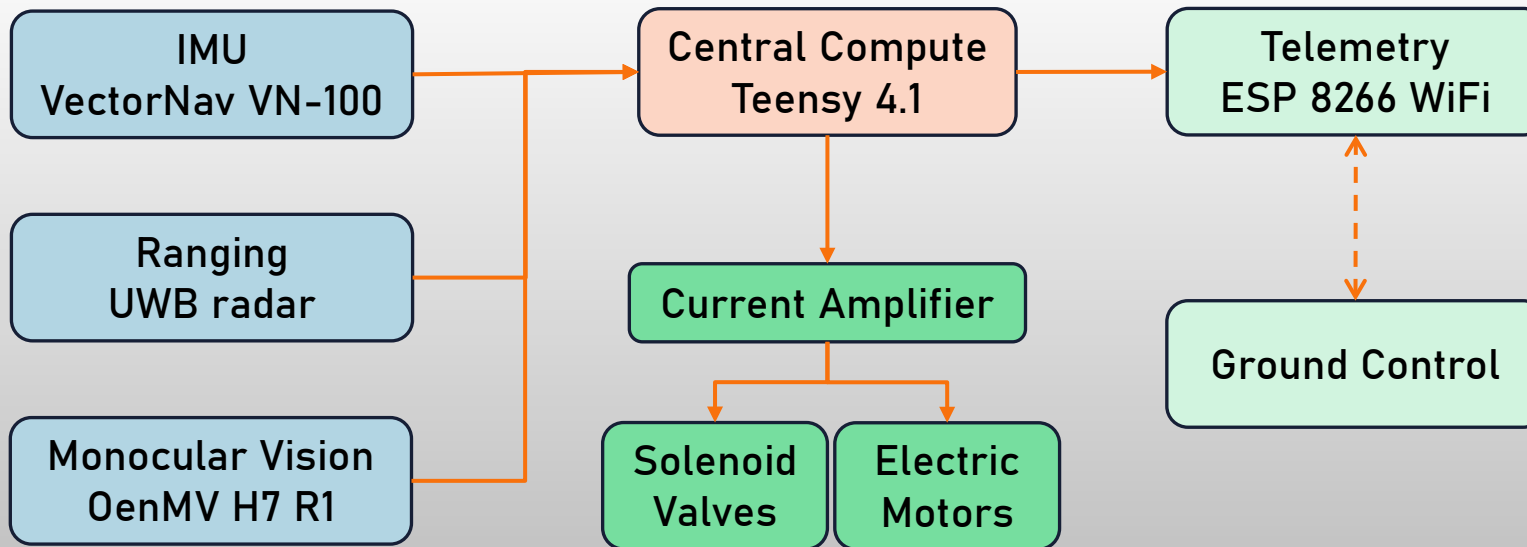 IMU
VectorNav VN-100
Central Compute
Teensy 4.1
Telemetry
ESP 8266 WiFi
Ranging
UWB radar
Current Amplifier
Ground Control
Monocular Vision
OenMV H7 R1
Solenoid
Valves
Electric
Motors